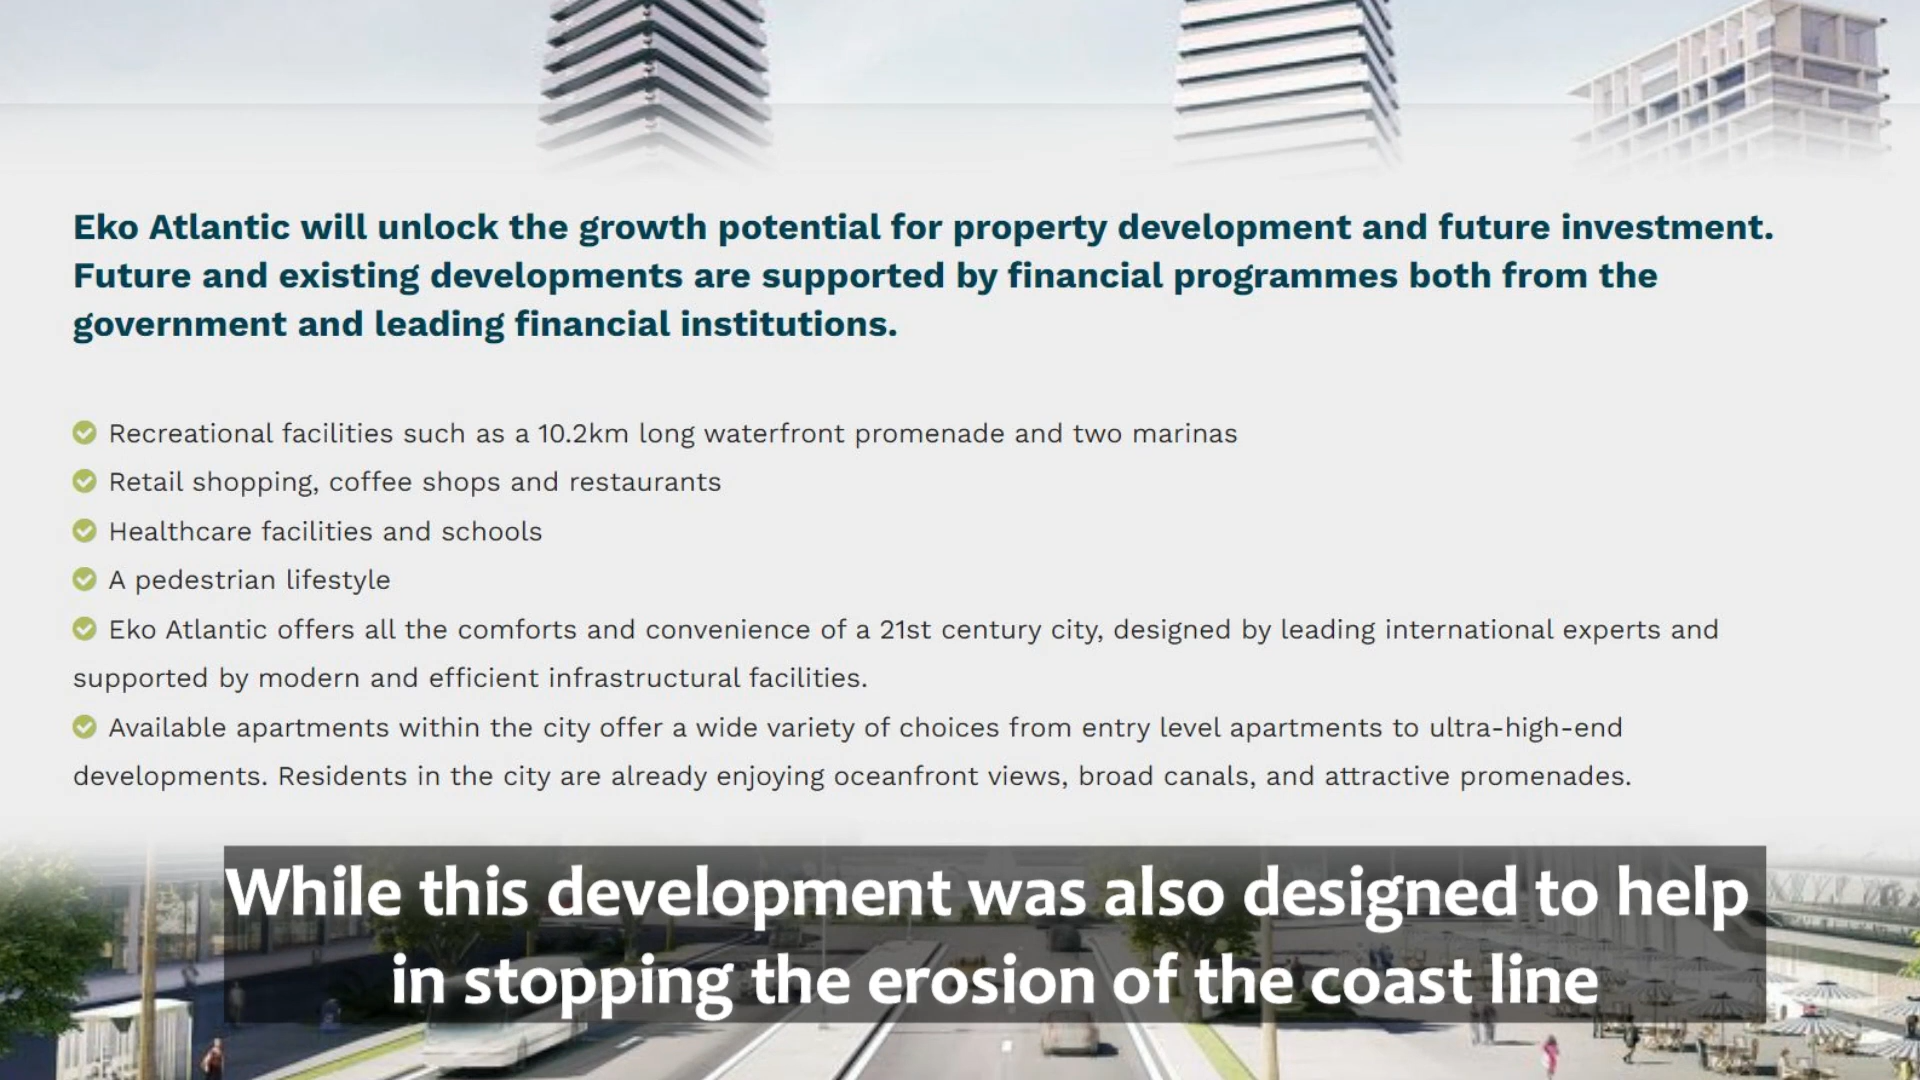 Eko Atlantic will unlock the growth potential for property development and future investment.
Future and existing developments are supported by financial programmes both from the
government and leading financial institutions.
Recreational facilities such as a 10.2km long waterfront promenade and two marinas
Retail shopping, coffee shops and restaurants
Healthcare facilities and schools
A pedestrian lifestyle
Eko Atlantic offers all the comforts and convenience of a 21st century city, designed by leading international experts and
supported by modern and efficient infrastructural facilities.
Available apartments within the city offer a wide variety of choices from entry level apartments to ultra-high-end
developments. Residents in the city are already enjoying oceanfront views, broad canals, and attractive promenades.
While this development was also designed to help
in stopping the erosion of the coast line